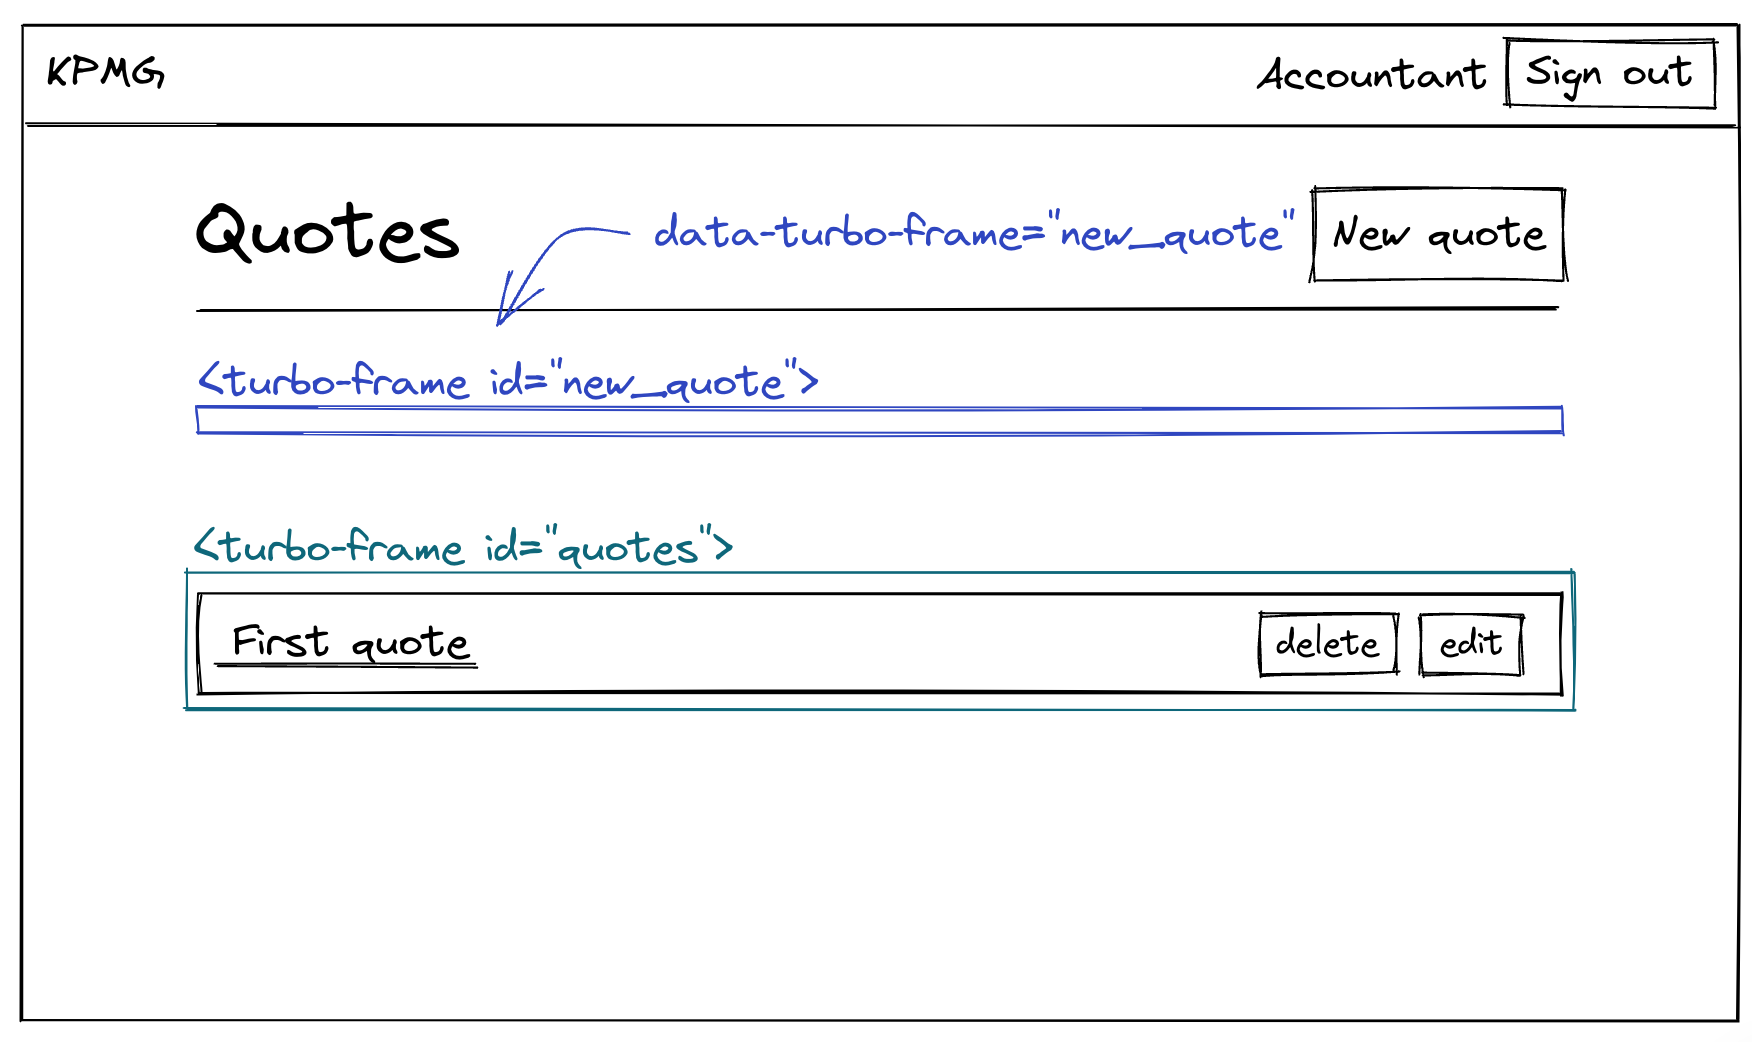 KPMG
Accountant
Sign out
Quotes
data-turbo-frame="new_quote"
New quote
<turbo-frame id="new_quote">
<turbo-frame id="quotes">
First quote
delete
edit